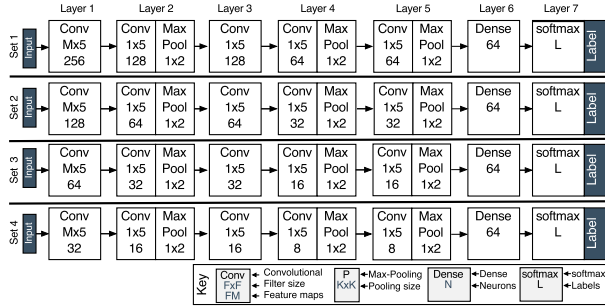 Layer 1 Layer 2 Layer 3 Layer 4 Layer 5 Layer 6 Layer 7
Set 1
Input
Conv Conv Max Conv Conv Max Conv Max Dense softmax
Mx5 1x5 Pool 1x5 1x5 Pool 1x5 Pool 64 L
256 128 1x2 128 64 1x2 64 1x2
Label
Set 2
Input
Conv Conv Max Conv Conv Max Conv Max Dense softmax
Mx5 1x5 Pool 1x5 1x5 Pool 1x5 Pool 64 L
128 64 1x2 64 32 1x2 32 1x2
Label
Set 3
Input
Conv Conv Max Conv Conv Max Conv Max Dense softmax
Mx5 1x5 Pool 1x5 1x5 Pool 1x5 Pool 64 L
64 32 1x2 32 16 1x2 16 1x2
Label
Set 4
Input
Conv Conv Max Conv Conv Max Conv Max Dense softmax
Mx5 1x5 Pool 1x5 1x5 Pool 1x5 Pool 64 L
32 16 1x2 16 8 1x2 8 1x2
Label
Key
Conv Convolutional P Max-Pooling Dense Dense softmax softmax
FxF Filter size KxK Pooling size N Neurons L Labels
FM Feature maps